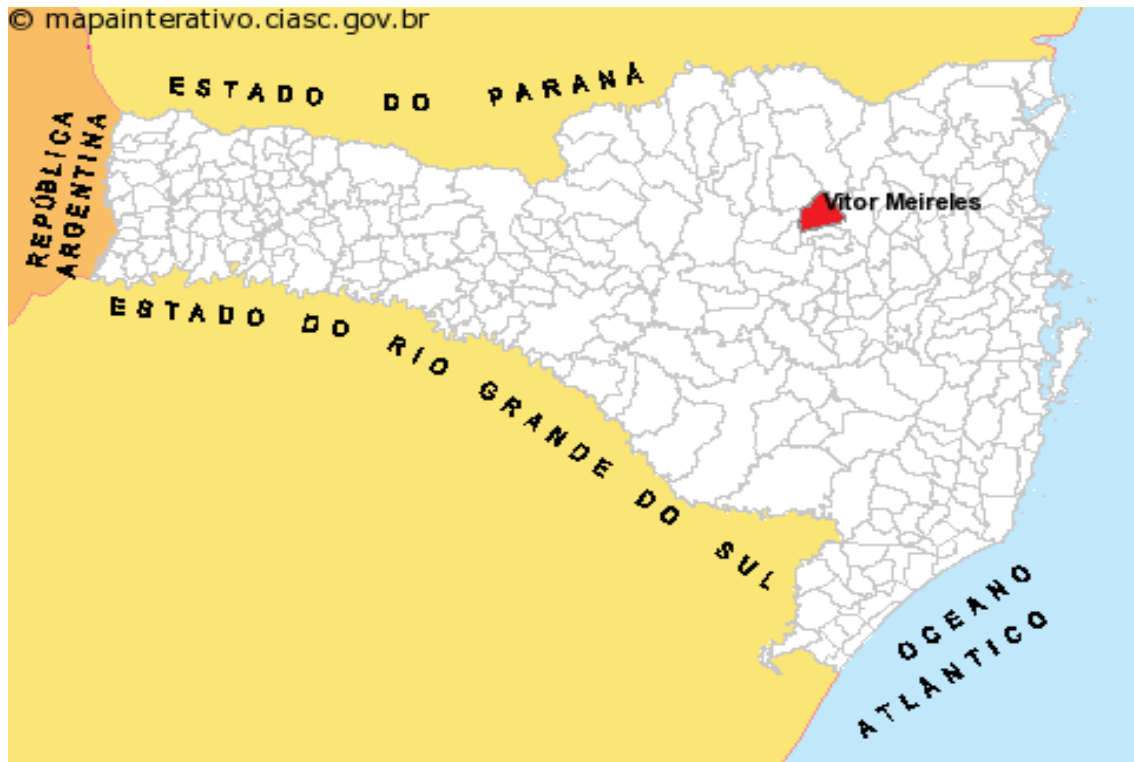 © mapainterativo.ciasc.gov.br
ESTADO DO PARANÁ
REPÚBLICA
ARGENTINA
Vitor Meireles
ESTADO DO RIO GRANDE DO SUL
OCEANO
ATLÂNTICO